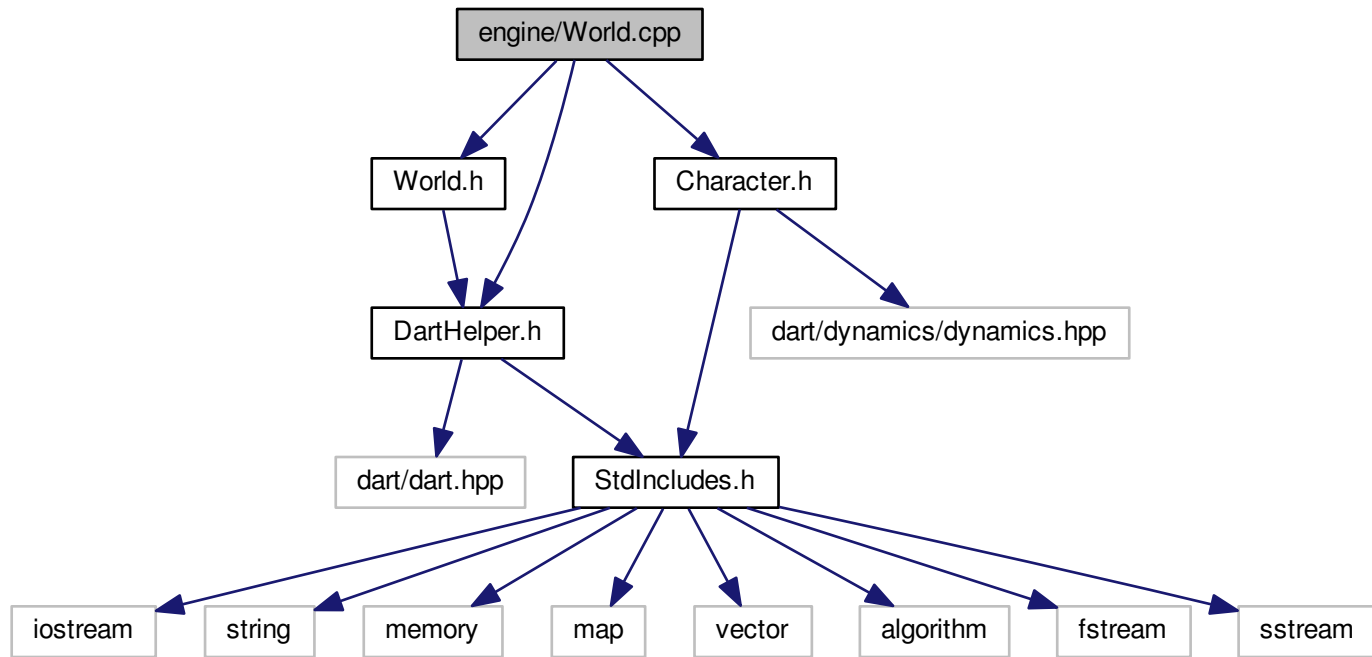 engine/World.cpp
World.h
Character.h
DartHelper.h
dart/dynamics/dynamics.hpp
dart/dart.hpp
StdIncludes.h
iostream
string
memory
map
vector
algorithm
fstream
sstream